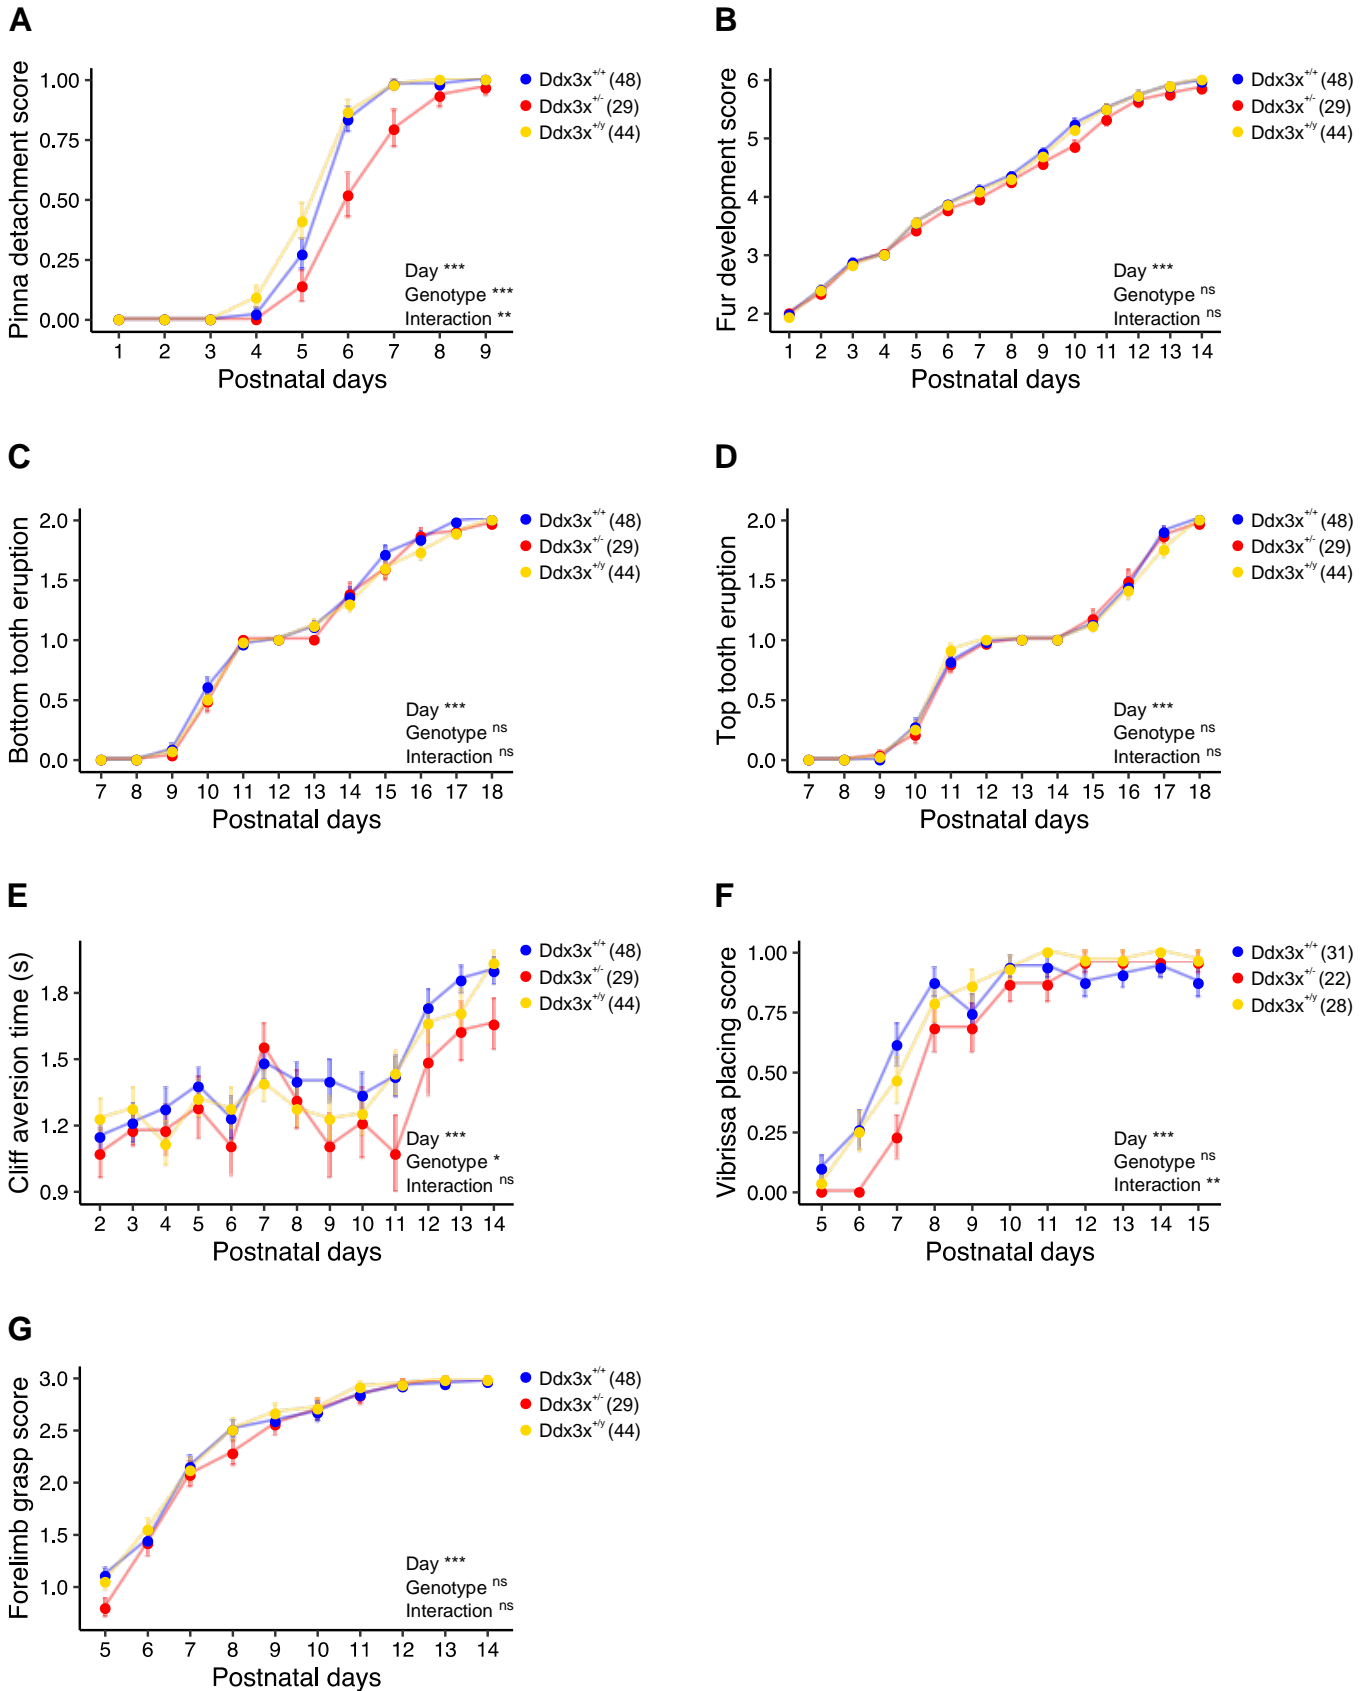 A
Pinna detachment score
1.00
0.75
0.50
0.25
0.00
1 2 3 4 5 6 7 8 9
Postnatal days
Ddx3x+/+ (48)
Ddx3x+/- (29)
Ddx3x+/y (44)
Day ***
Genotype ***
Interaction **
B
Fur development score
6
5
4
3
2
1 2 3 4 5 6 7 8 9 10 11 12 13 14
Postnatal days
Ddx3x+/+ (48)
Ddx3x+/- (29)
Ddx3x+/y (44)
Day ***
Genotype ns
Interaction ns
C
Bottom tooth eruption
2.0
1.5
1.0
0.5
0.0
7 8 9 10 11 12 13 14 15 16 17 18
Postnatal days
Ddx3x+/+ (48)
Ddx3x+/- (29)
Ddx3x+/y (44)
Day ***
Genotype ns
Interaction ns
D
Top tooth eruption
2.0
1.5
1.0
0.5
0.0
7 8 9 10 11 12 13 14 15 16 17 18
Postnatal days
Ddx3x+/+ (48)
Ddx3x+/- (29)
Ddx3x+/y (44)
Day ***
Genotype ns
Interaction ns
E
Cliff aversion time (s)
1.8
1.5
1.2
0.9
2 3 4 5 6 7 8 9 10 11 12 13 14
Postnatal days
Ddx3x+/+ (48)
Ddx3x+/- (29)
Ddx3x+/y (44)
Day ***
Genotype *
Interaction ns
F
Vibrissa placing score
1.00
0.75
0.50
0.25
0.00
5 6 7 8 9 10 11 12 13 14 15
Postnatal days
Ddx3x+/+ (31)
Ddx3x+/- (22)
Ddx3x+/y (28)
Day ***
Genotype ns
Interaction **
G
Forelimb grasp score
3.0
2.5
2.0
1.5
1.0
5 6 7 8 9 10 11 12 13 14
Postnatal days
Ddx3x+/+ (48)
Ddx3x+/- (29)
Ddx3x+/y (44)
Day ***
Genotype ns
Interaction ns